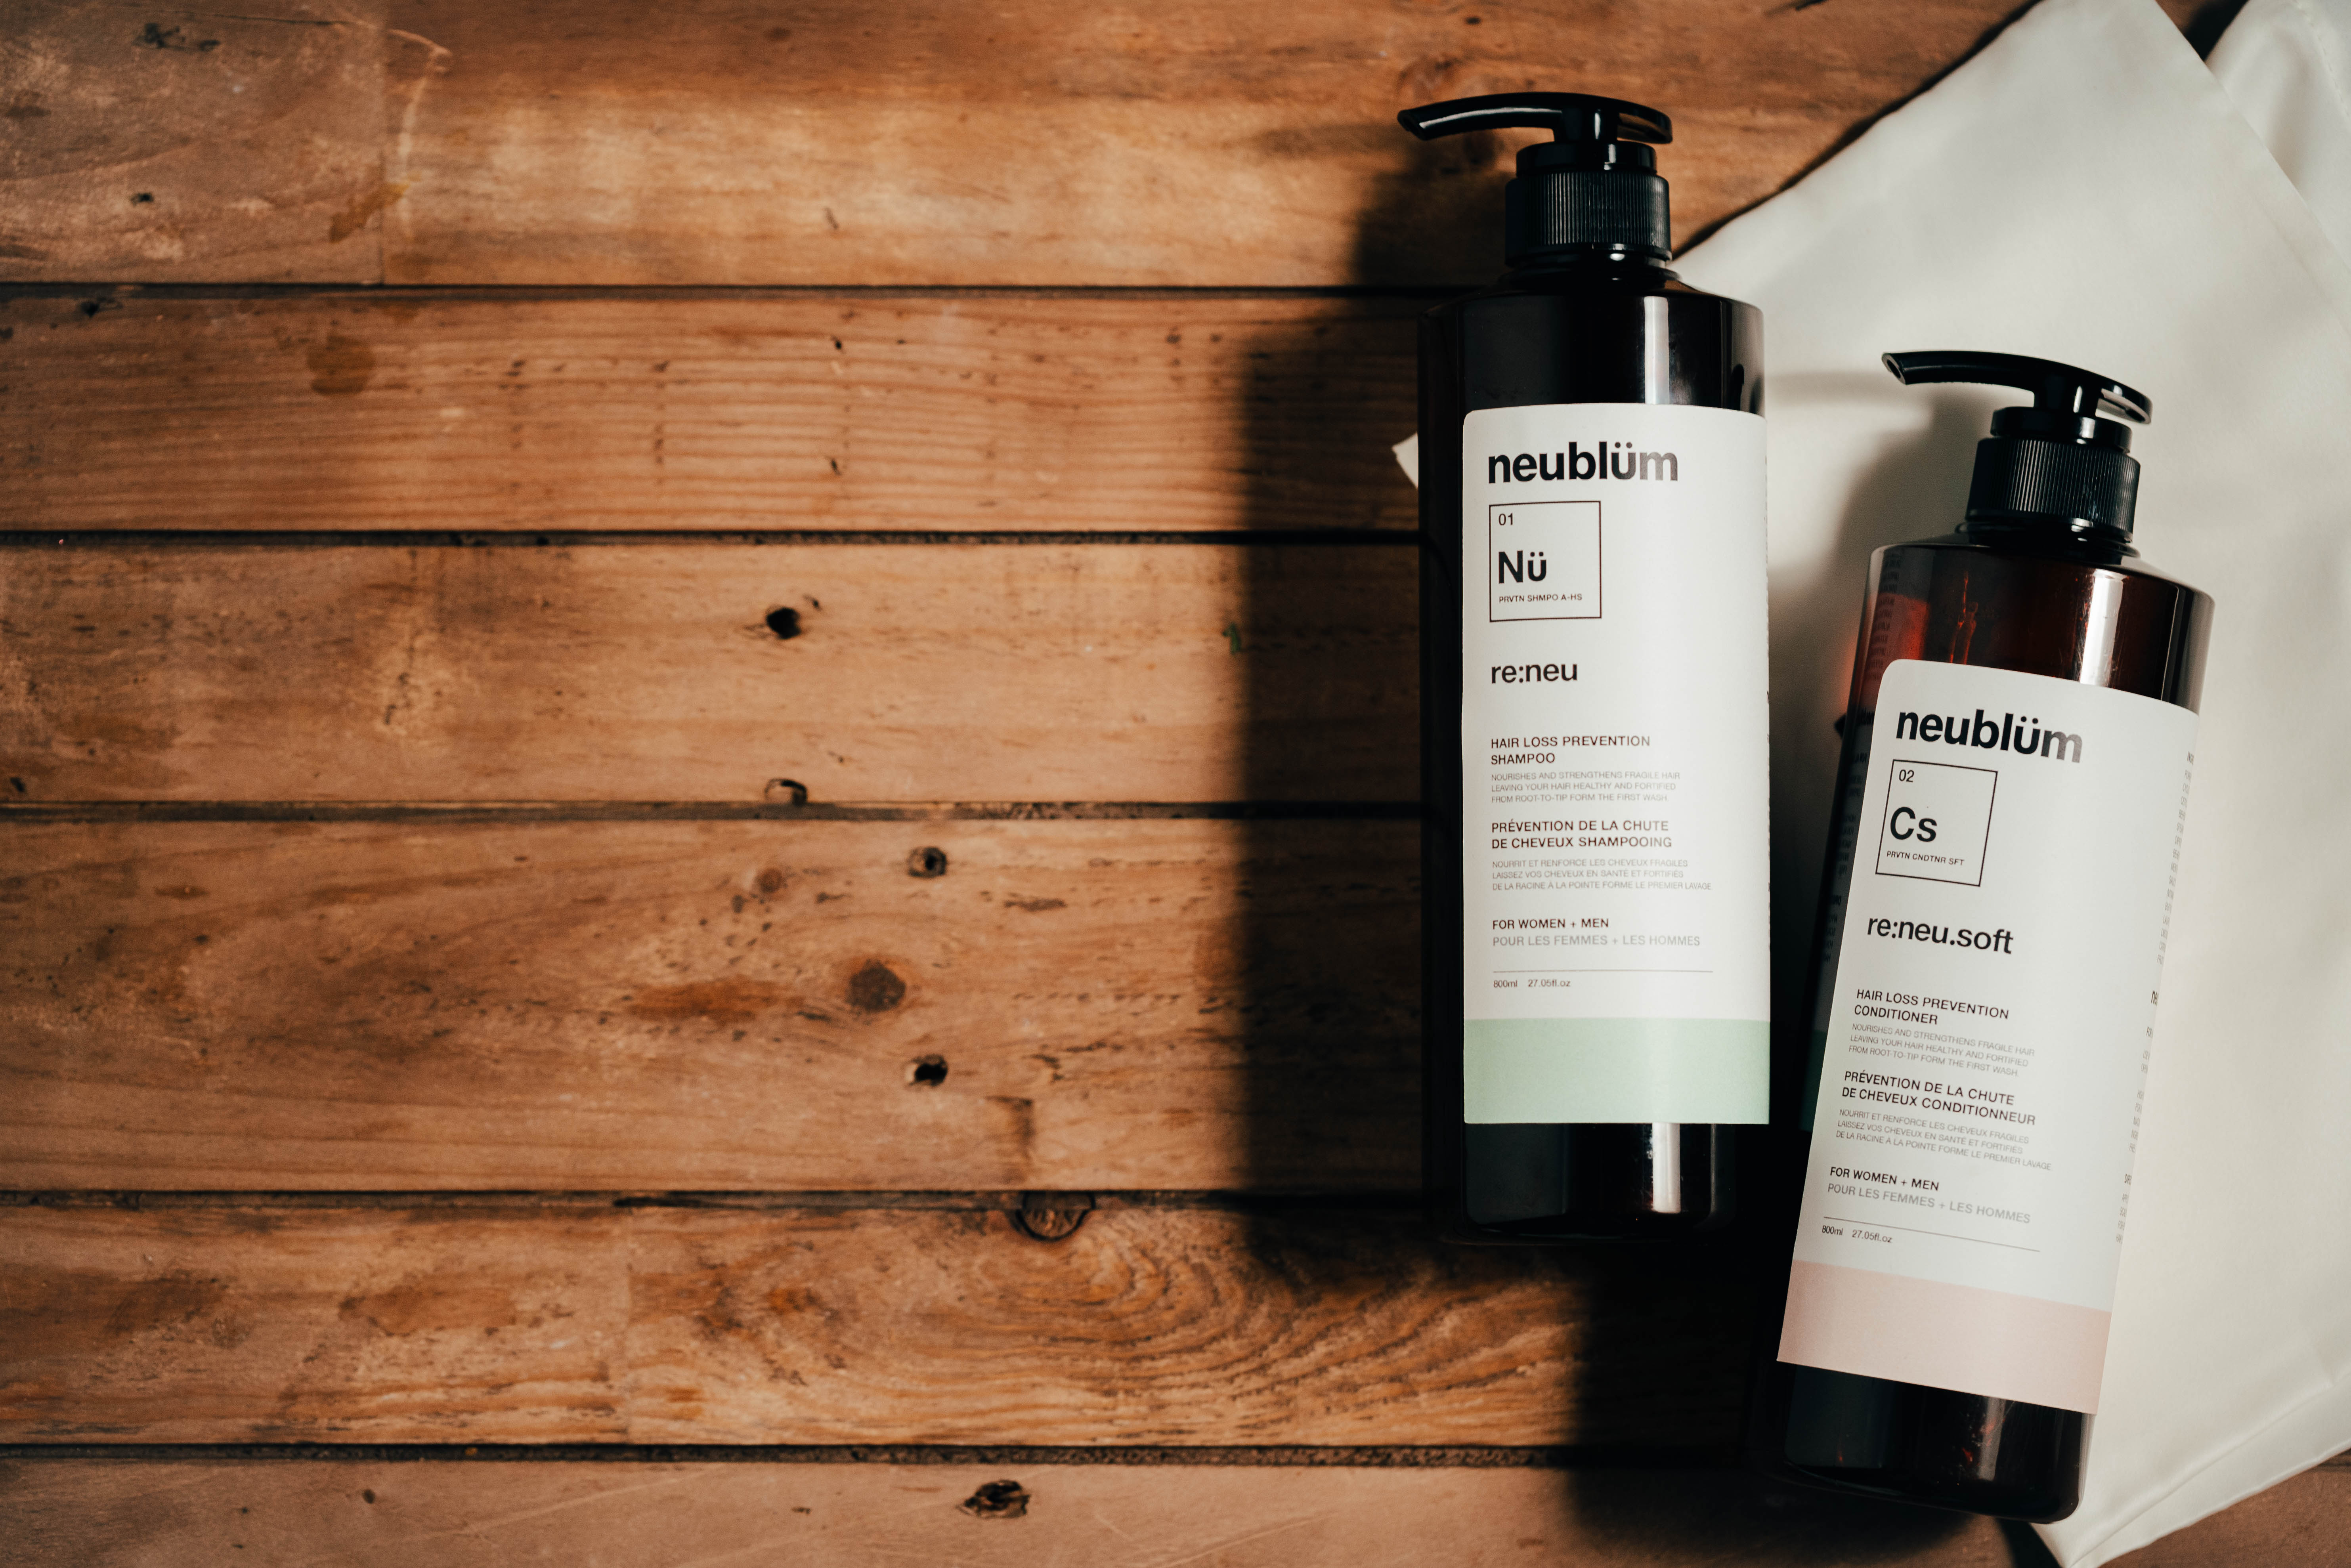 neublüm
01
Nü
PRVTN SHMPO A-HS
re:neu
HAIR LOSS PREVENTION
SHAMPOO
NOURISHES AND STRENGTHENS FRAGILE HAIR
LEAVING YOUR HAIR HEALTHY AND FORTIFIED
FROM ROOT-TO-TIP FORM THE FIRST WASH.
PRÉVENTION DE LA CHUTE
DE CHEVEUX SHAMPOOING
NOURRIT ET RENFORCE LES CHEVEUX FRAGILES
LAISSEZ VOS CHEVEUX EN SANTÉ ET FORTIFIÉS
DE LA RACINE À LA POINTE FORME LE PREMIER LAVAGE
FOR WOMEN + MEN
POUR LES FEMMES + LES HOMMES
800ml 27.05fl.oz
neublüm
02
Cs
PRVTN CNDTNR SFT
re:neu.soft
HAIR LOSS PREVENTION
CONDITIONER
NOURISHES AND STRENGTHENS FRAGILE HAIR
LEAVING YOUR HAIR HEALTHY AND FORTIFIED
FROM ROOT-TO-TIP FORM THE FIRST WASH.
PRÉVENTION DE LA CHUTE
DE CHEVEUX CONDITIONNEUR
NOURRIT ET RENFORCE LES CHEVEUX FRAGILES
LAISSEZ VOS CHEVEUX EN SANTÉ ET FORTIFIÉS
DE LA RACINE À LA POINTE FORME LE PREMIER LAVAGE
FOR WOMEN + MEN
POUR LES FEMMES + LES HOMMES
800ml 27.05fl.oz